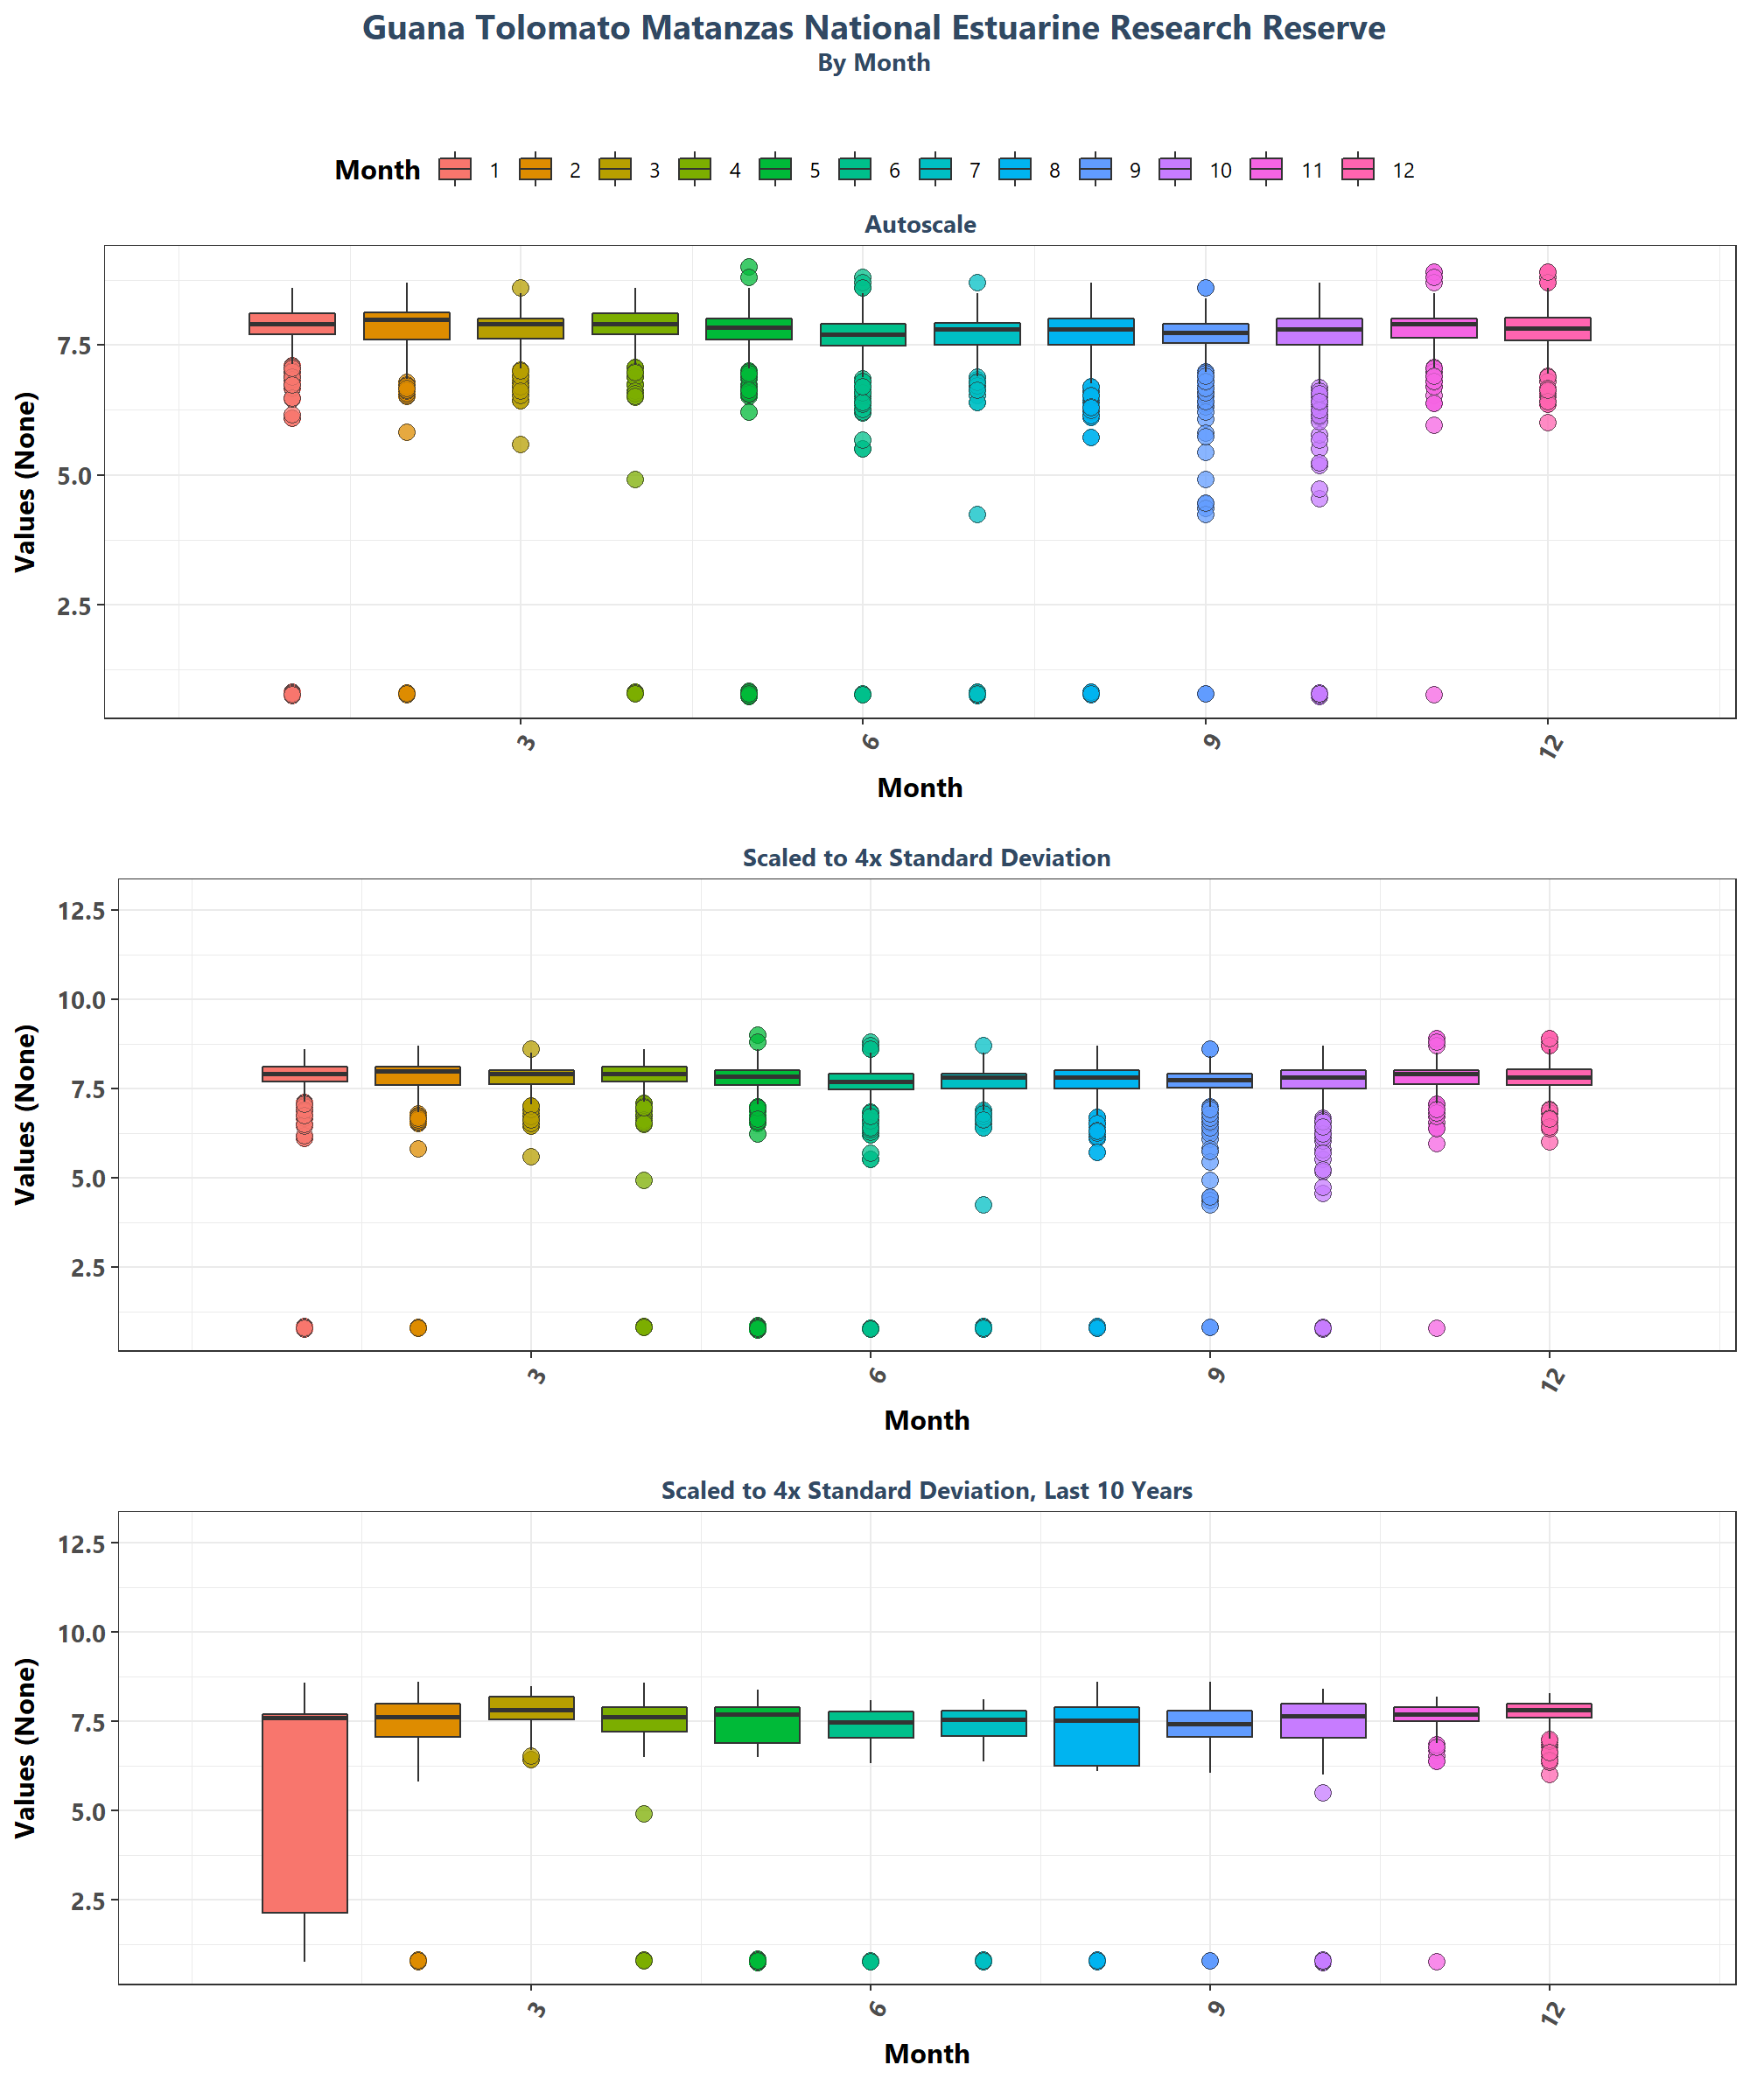 Guana Tolomato Matanzas National Estuarine Research Reserve
By Month
Month 1 2 3 4 5 6 7 8 9 10 11 12
Autoscale
Values (None)
7.5
5.0
2.5
3 6 9 12
Month
Scaled to 4x Standard Deviation
Values (None)
12.5
10.0
7.5
5.0
2.5
3 6 9 12
Month
Scaled to 4x Standard Deviation, Last 10 Years
Values (None)
12.5
10.0
7.5
5.0
2.5
3 6 9 12
Month